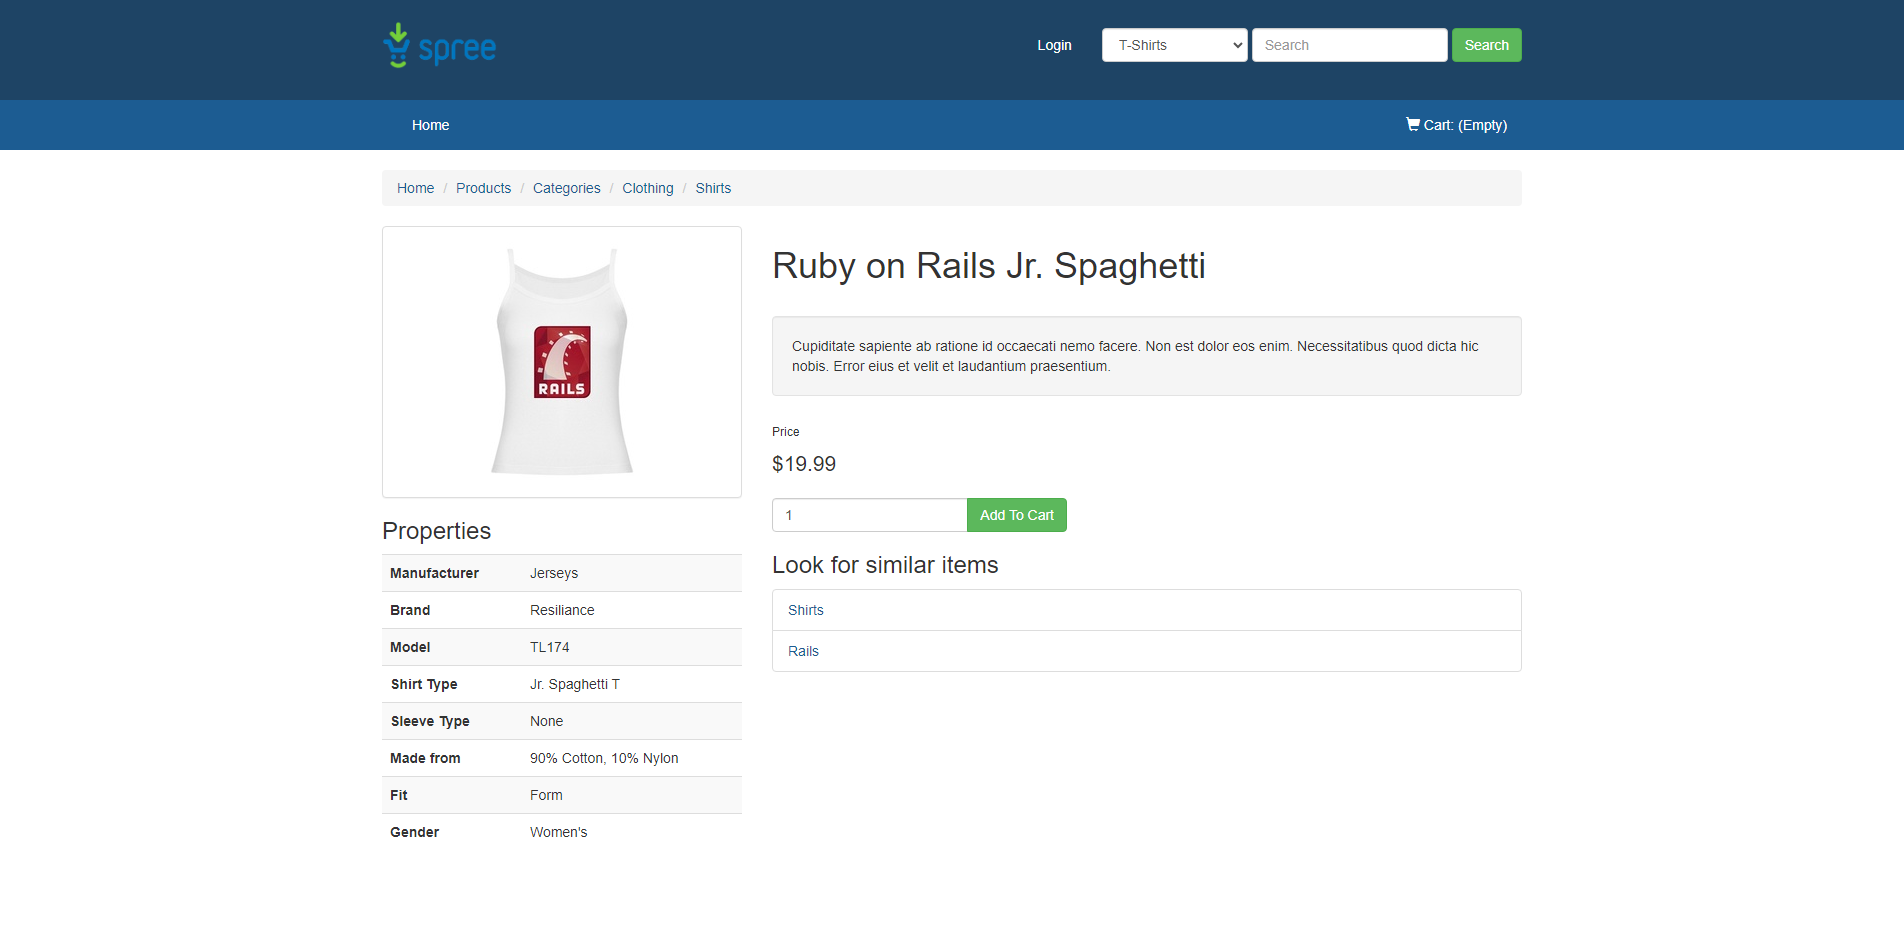 spree
Login
T-Shirts
Search
Search
Home
Cart: (Empty)
Home / Products / Categories / Clothing / Shirts
RAILS
Ruby on Rails Jr. Spaghetti
Cupiditate sapiente ab ratione id occaecati nemo facere. Non est dolor eos enim. Necessitatibus quod dicta hic
nobis. Error eius et velit et laudantium praesentium.
Price
$19.99
1
Add To Cart
Look for similar items
Shirts
Rails
Properties
Manufacturer Jerseys
Brand Resiliance
Model TL174
Shirt Type Jr. Spaghetti T
Sleeve Type None
Made from 90% Cotton, 10% Nylon
Fit Form
Gender Women's